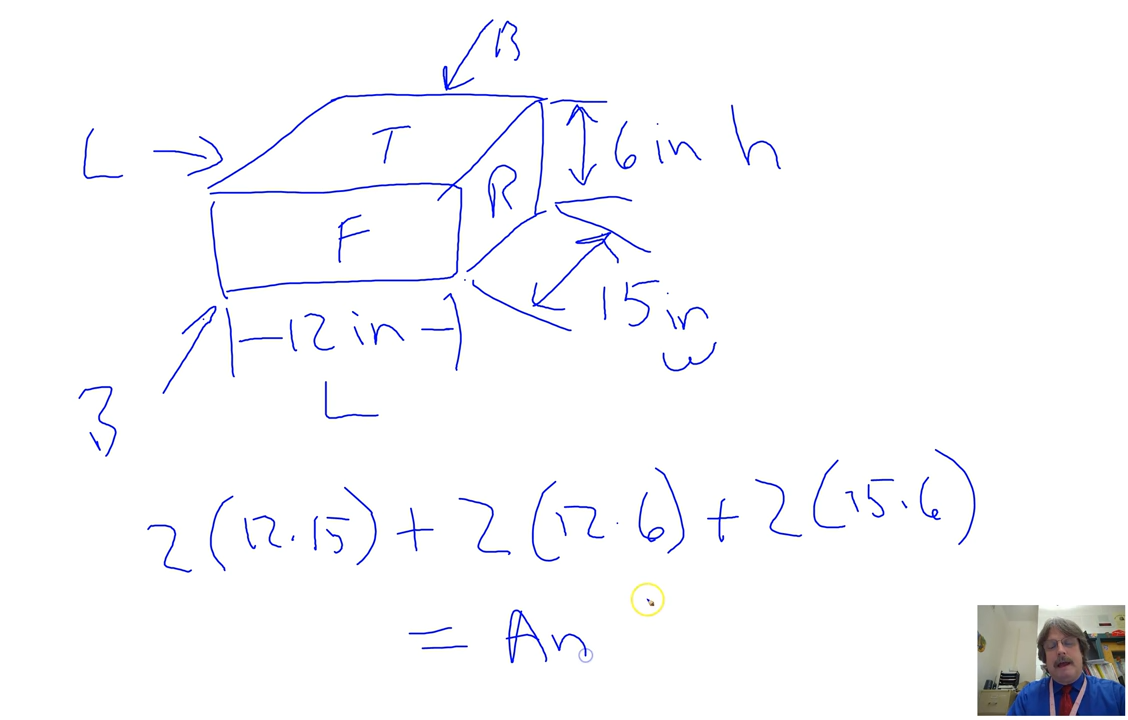 B
L
T
6 in h
R
F
15 in
w
12 in
L
B
2(12·15) + 2(12·6) + 2(15·6)
= An